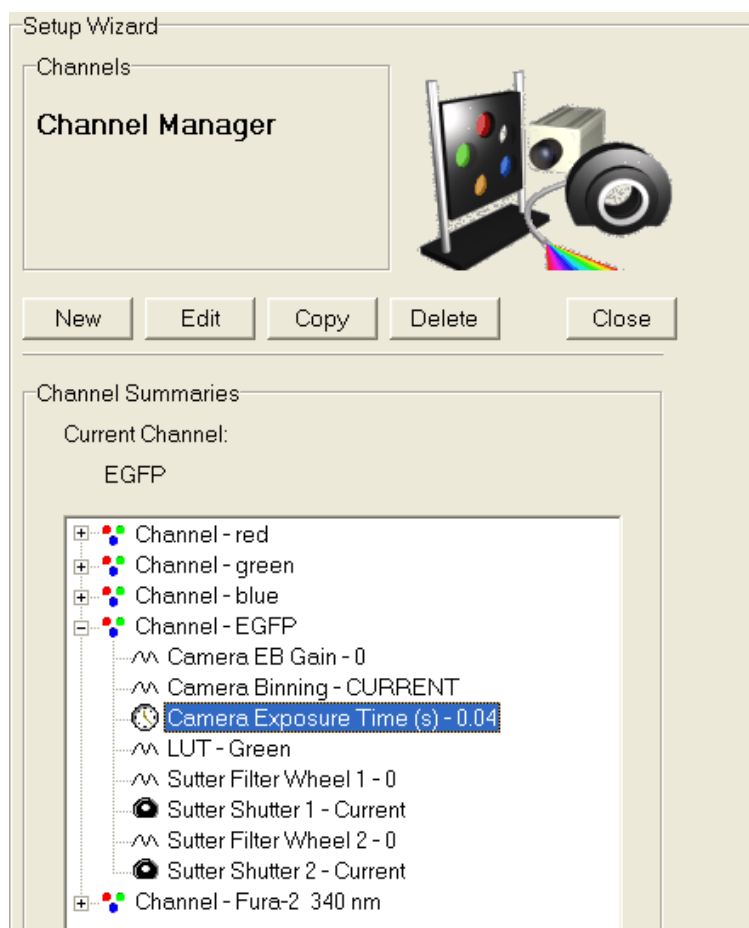 Setup Wizard
Channels
Channel Manager
New Edit Copy Delete Close
Channel Summaries
Current Channel:
EGFP
Channel - red
Channel - green
Channel - blue
Channel - EGFP
Camera EB Gain - 0
Camera Binning - CURRENT
Camera Exposure Time (s) - 0.04
LUT - Green
Sutter Filter Wheel 1 - 0
Sutter Shutter 1 - Current
Sutter Filter Wheel 2 - 0
Sutter Shutter 2 - Current
Channel - Fura-2 340 nm